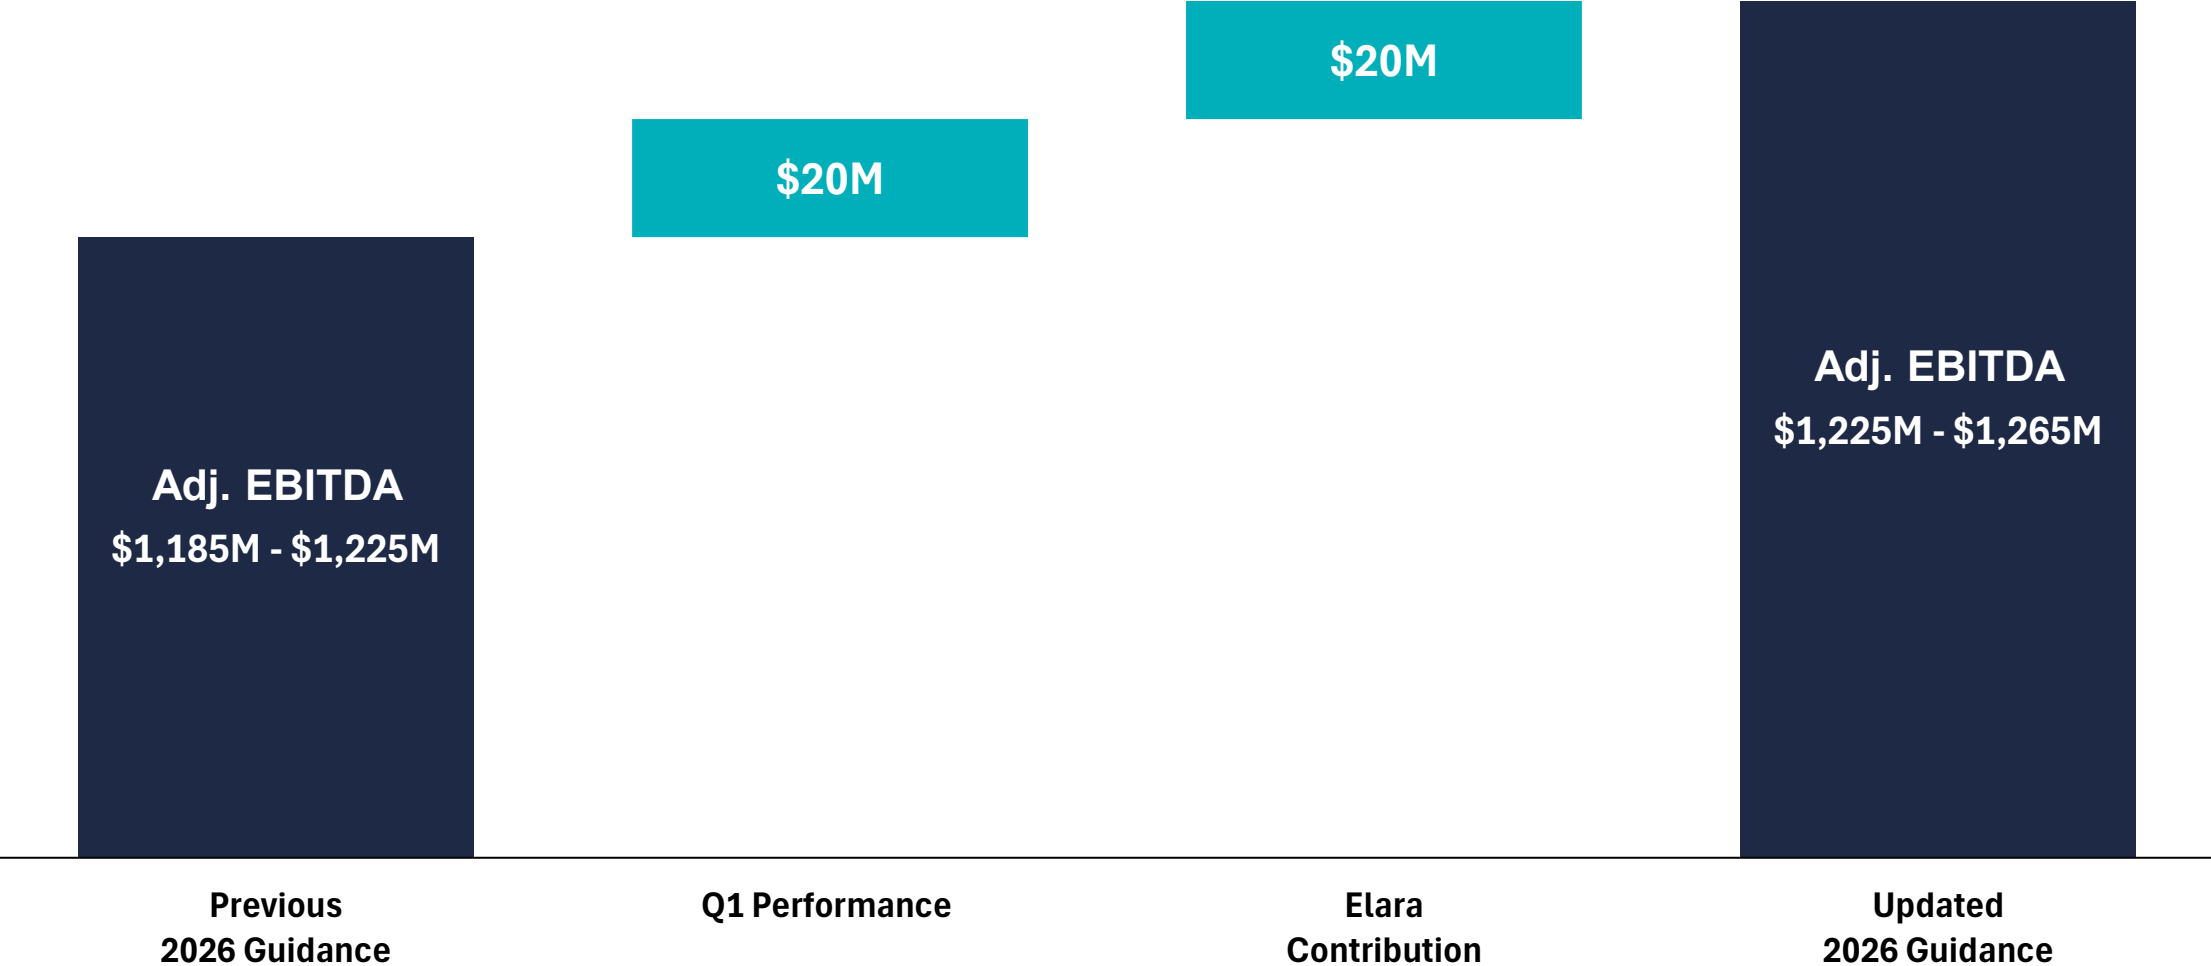 $20M
$20M
Adj. EBITDA
$1,225M - $1,265M
Adj. EBITDA
$1,185M - $1,225M
Previous
2026 Guidance
Q1 Performance
Elara
Contribution
Updated
2026 Guidance